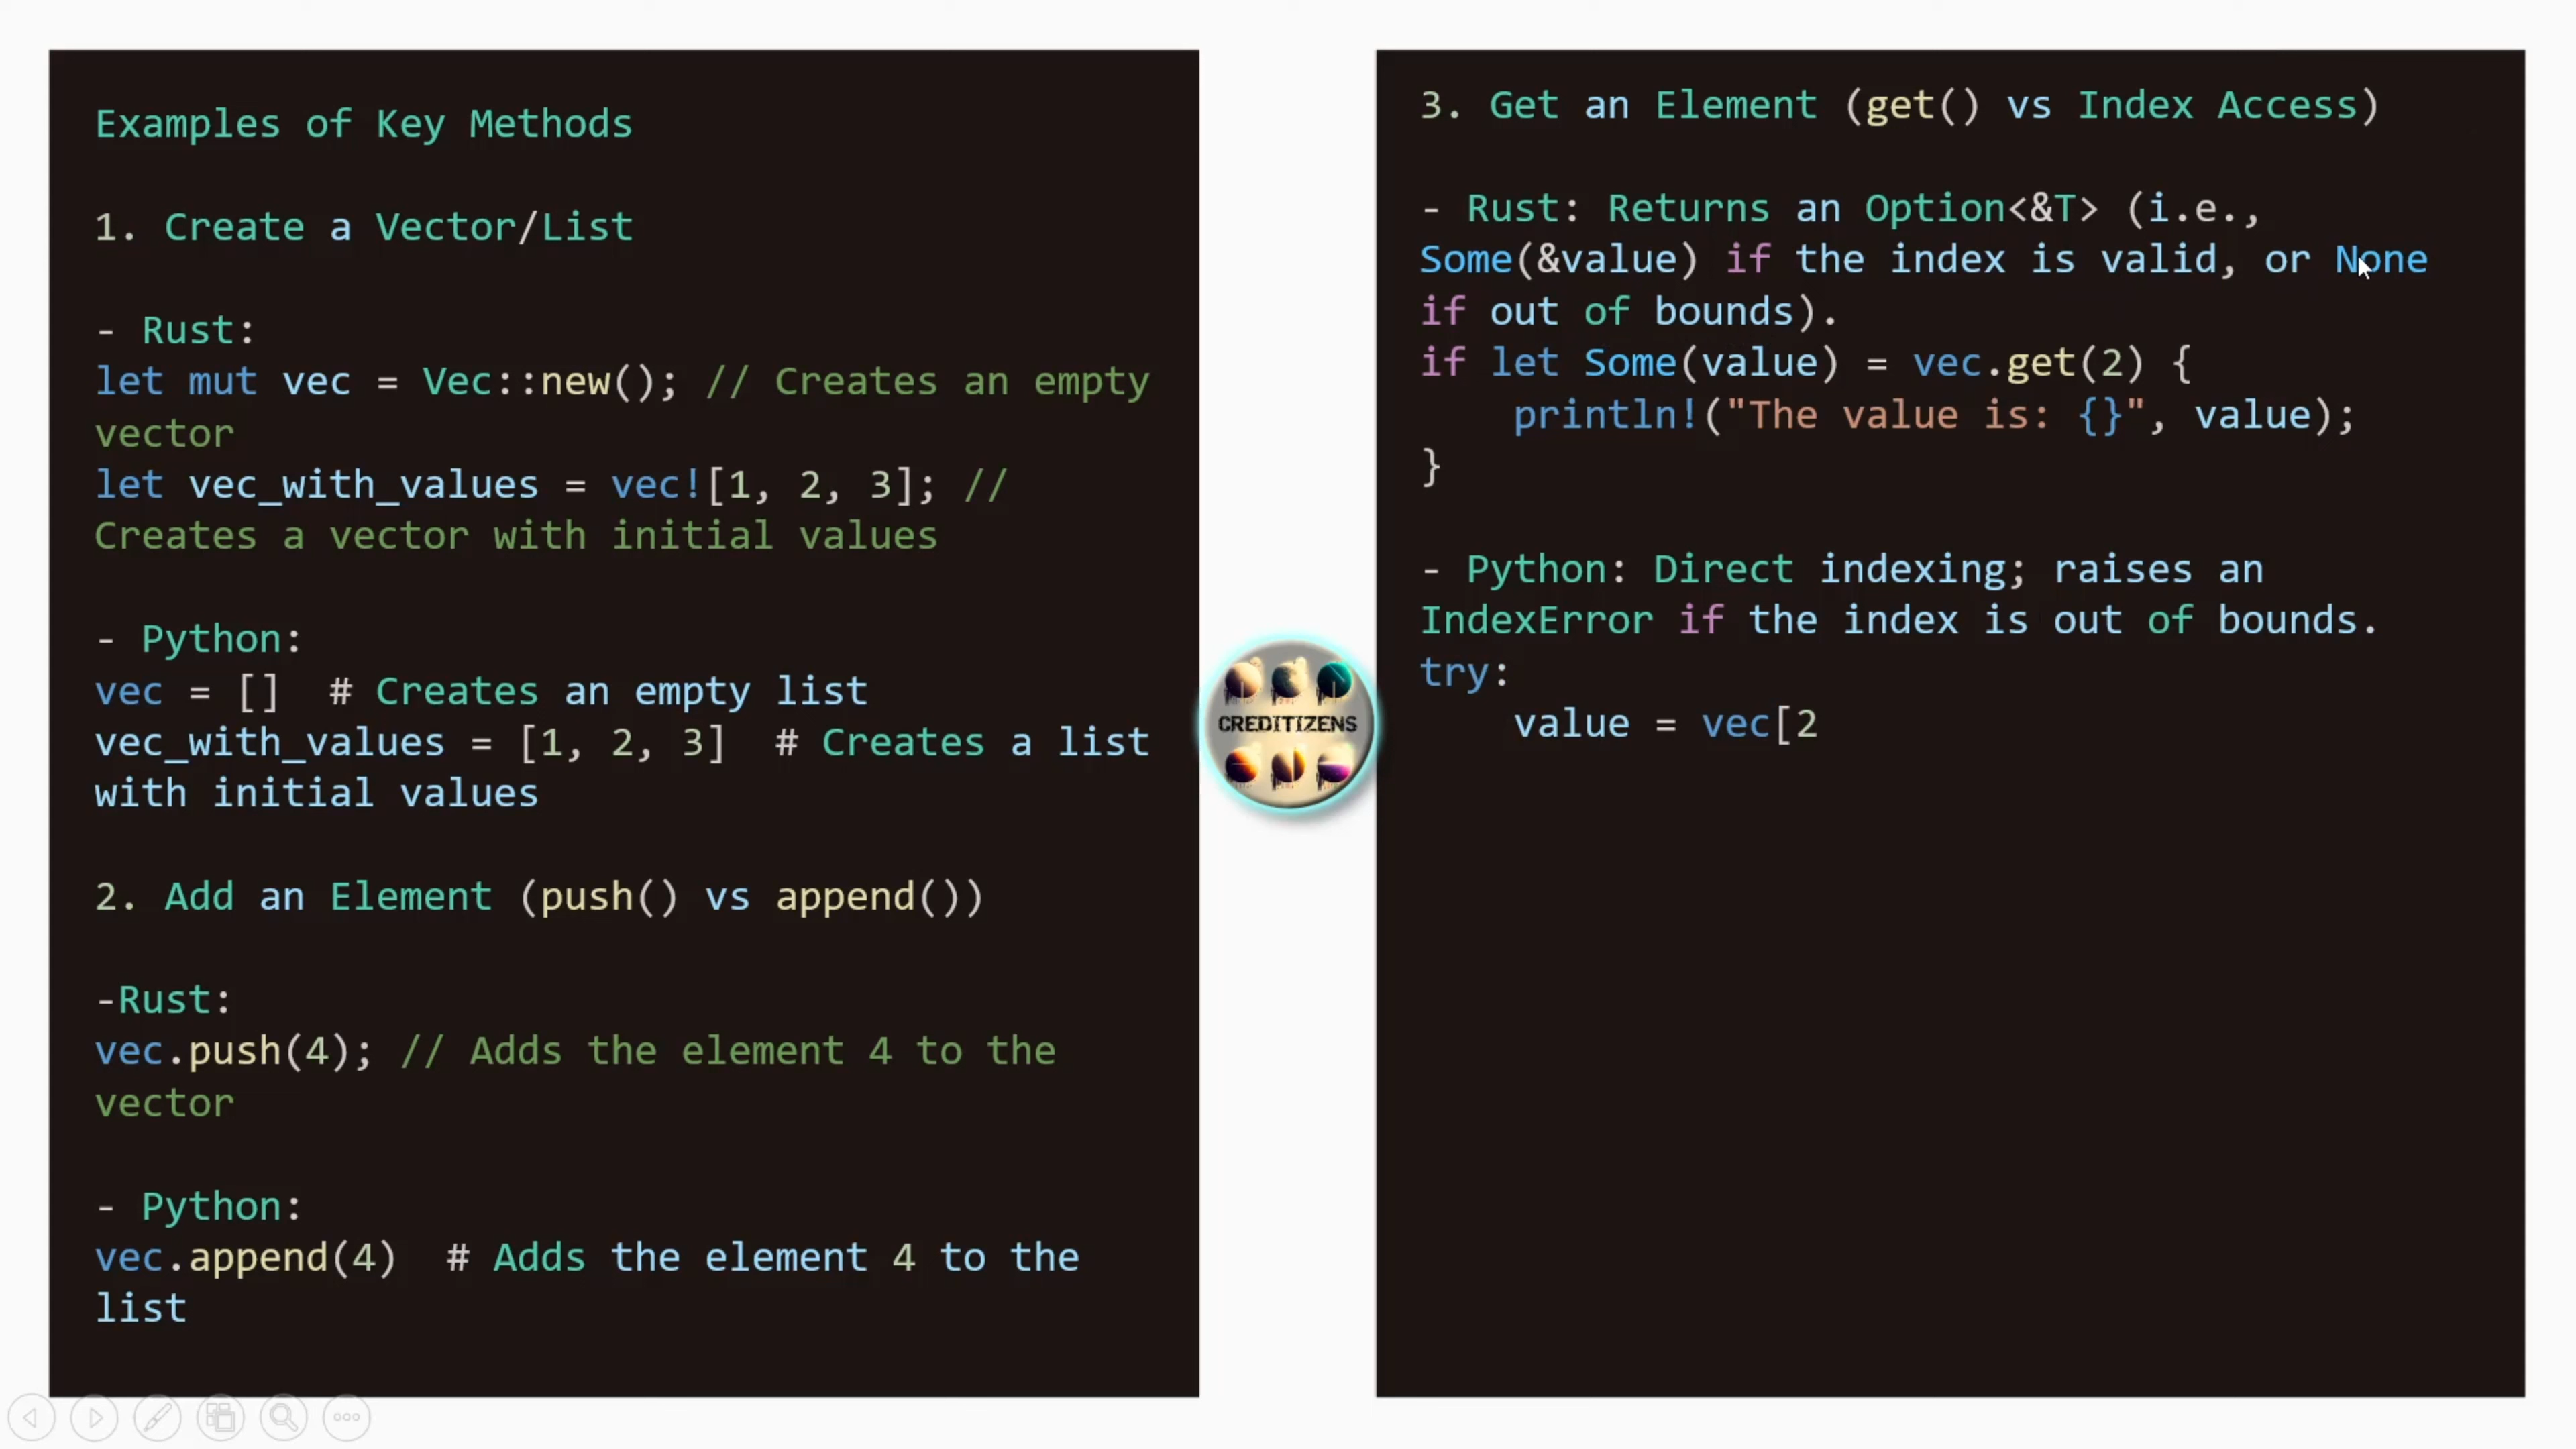 Examples of Key Methods
1. Create a Vector/List
- Rust:
let mut vec = Vec::new(); // Creates an empty
vector
let vec_with_values = vec![1, 2, 3]; //
Creates a vector with initial values
- Python:
vec = []  # Creates an empty list
vec_with_values = [1, 2, 3]  # Creates a list
with initial values
2. Add an Element (push() vs append())
-Rust:
vec.push(4); // Adds the element 4 to the
vector
- Python:
vec.append(4)  # Adds the element 4 to the
list
CREDITIZENS
3. Get an Element (get() vs Index Access)
- Rust: Returns an Option<&T> (i.e.,
Some(&value) if the index is valid, or None
if out of bounds).
if let Some(value) = vec.get(2) {
    println!("The value is: {}", value);
}
- Python: Direct indexing; raises an
IndexError if the index is out of bounds.
try:
    value = vec[2